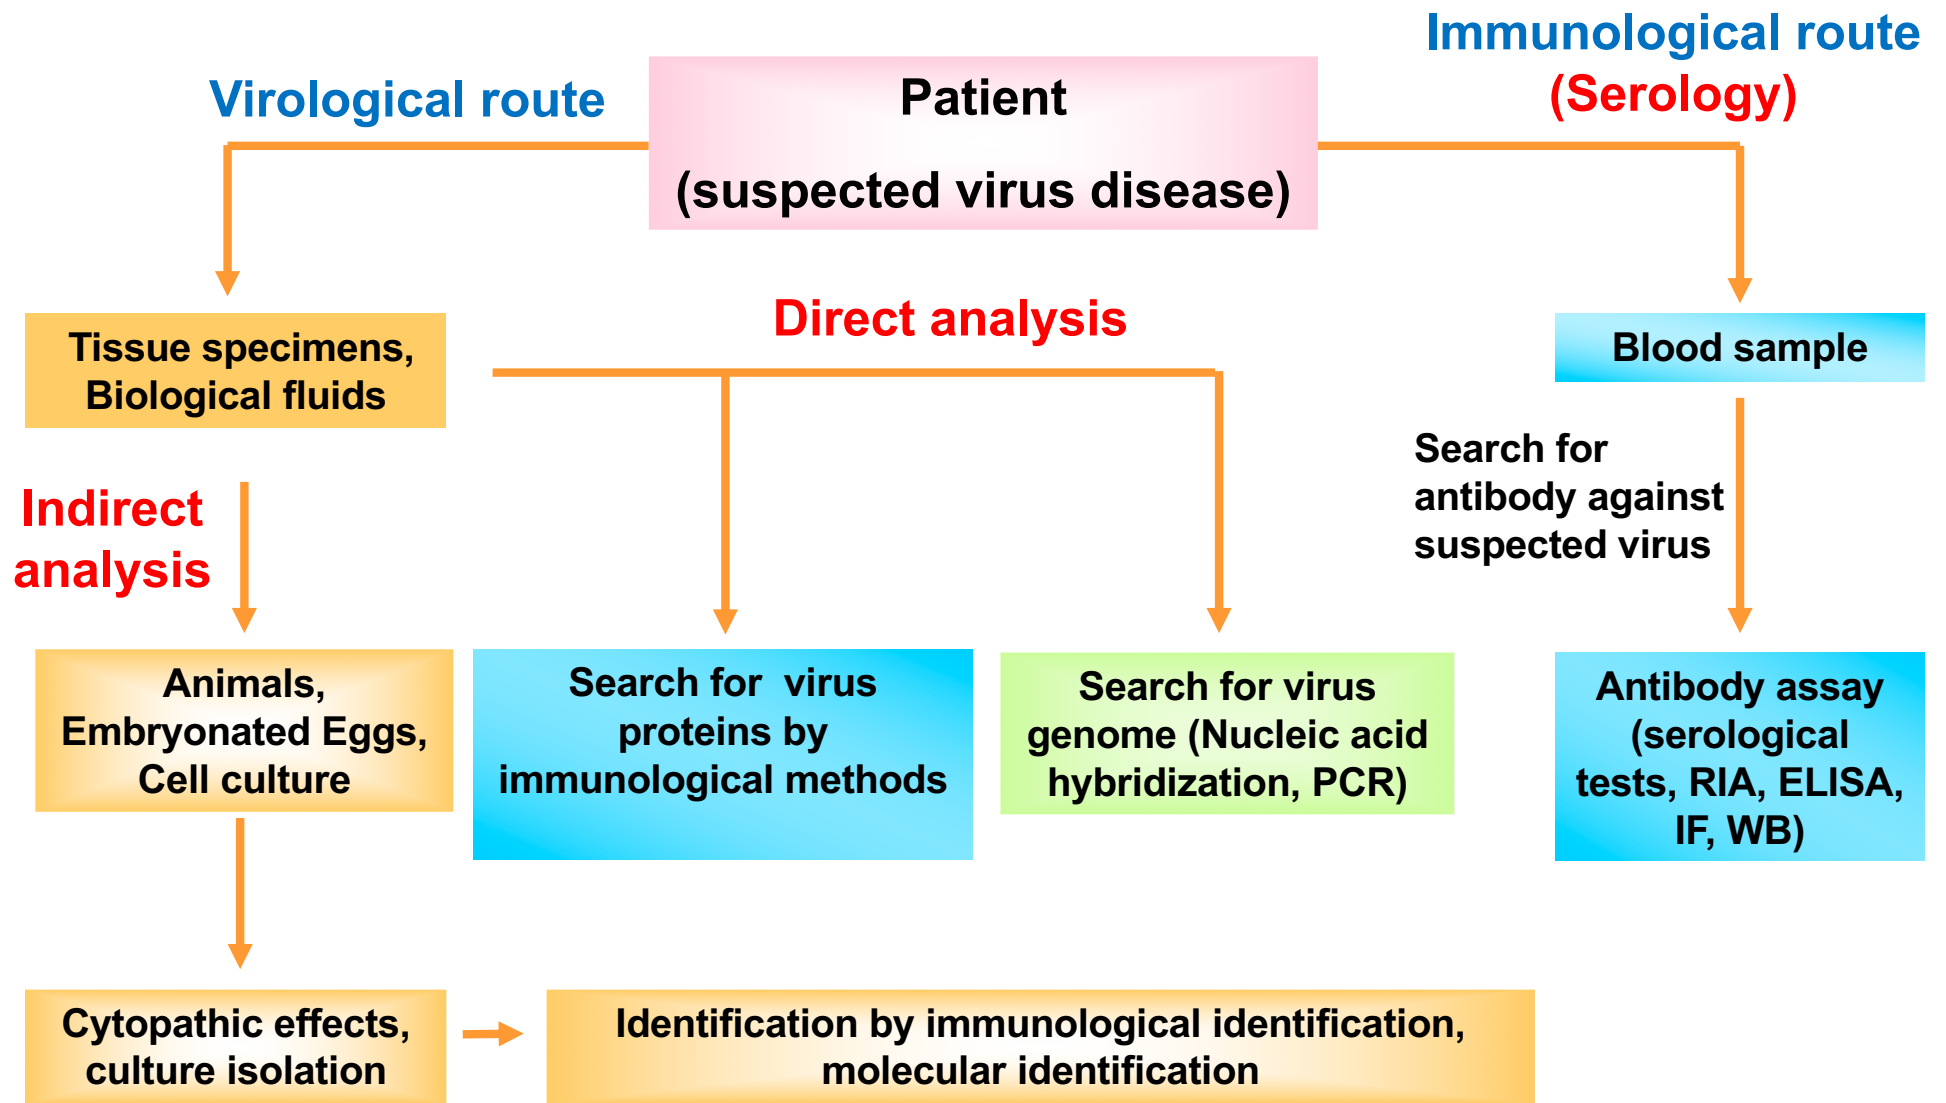 Immunological route
(Serology)
Virological route
Patient
(suspected virus disease)
Direct analysis
Tissue specimens,
Biological fluids
Blood sample
Search for
antibody against
suspected virus
Indirect
analysis
Animals,
Embryonated Eggs,
Cell culture
Search for virus
proteins by
immunological methods
Search for virus
genome (Nucleic acid
hybridization, PCR)
Antibody assay
(serological
tests, RIA, ELISA,
IF, WB)
Cytopathic effects,
culture isolation
Identification by immunological identification,
molecular identification